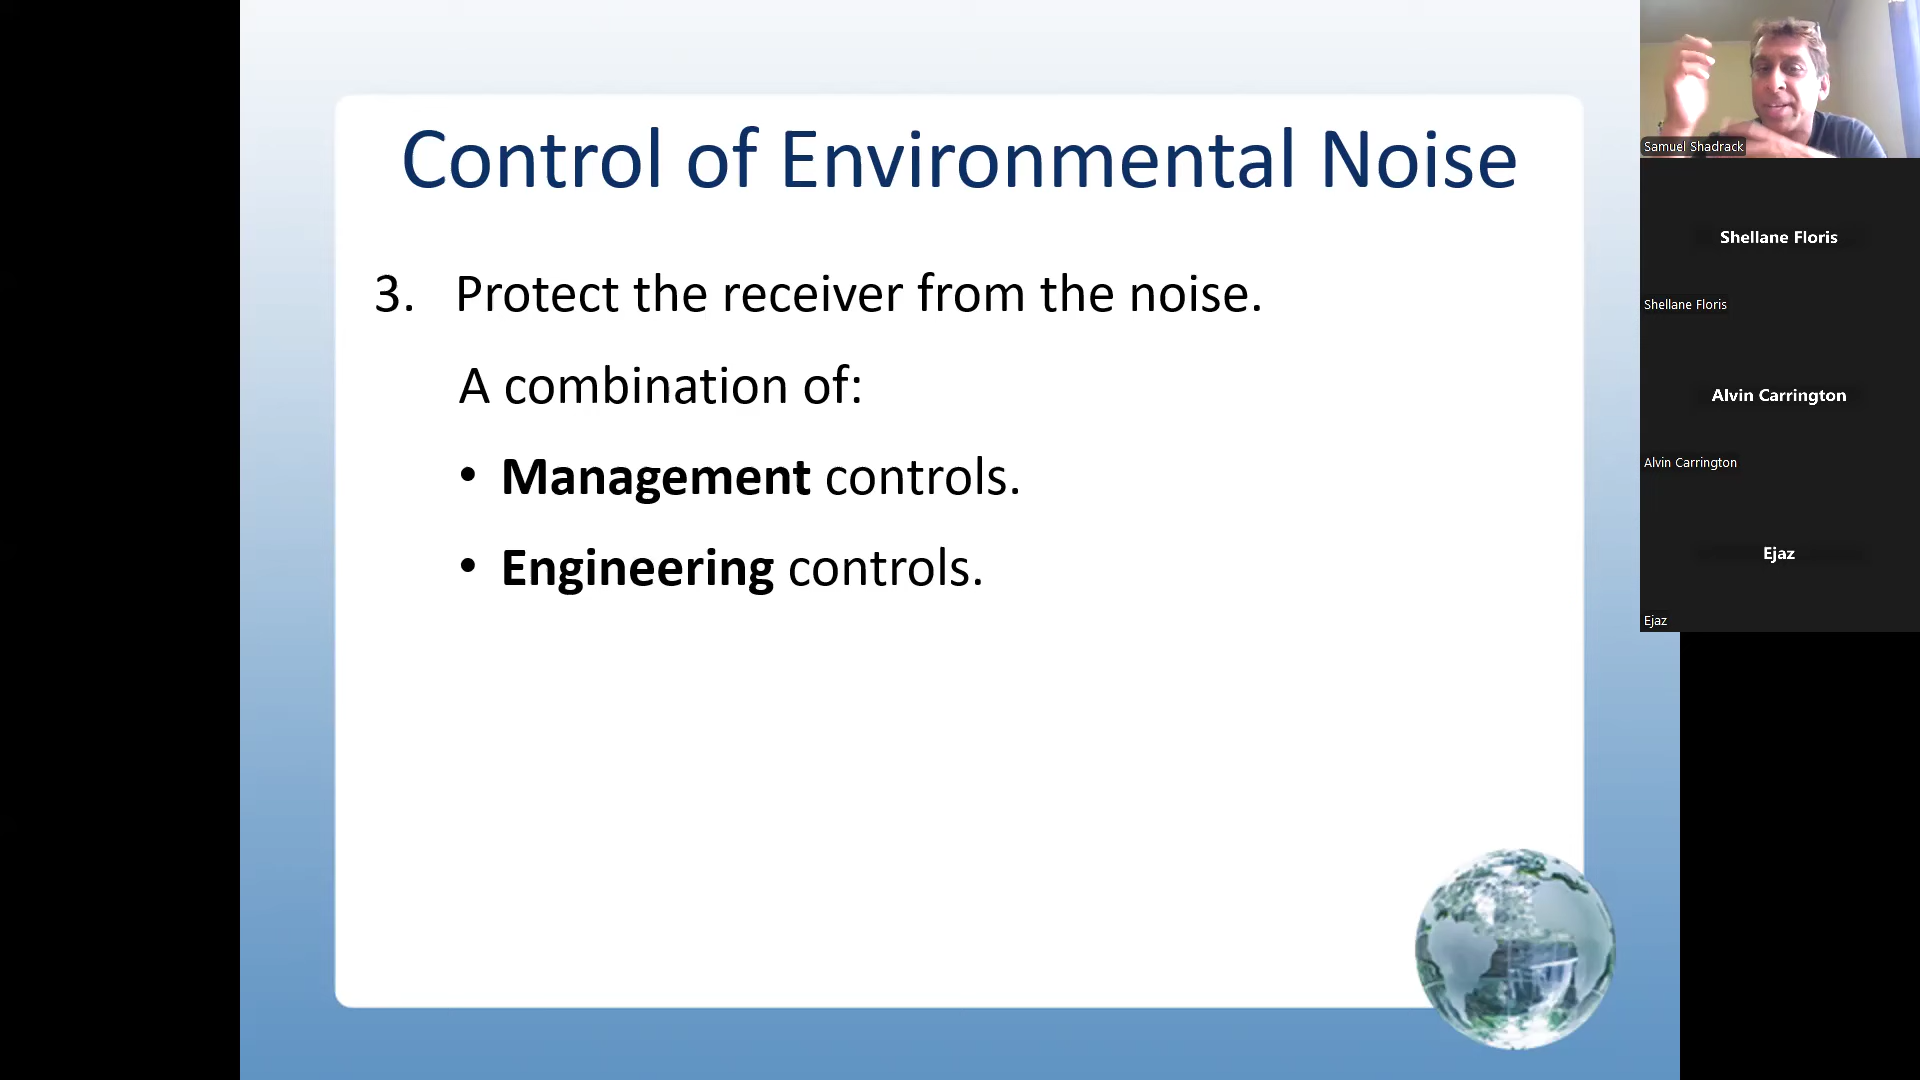 Control of Environmental Noise
3. Protect the receiver from the noise.
A combination of:
• Management controls.
• Engineering controls.
Samuel Shadrack
Shellane Floris
Shellane Floris
Alvin Carrington
Alvin Carrington
Ejaz
Ejaz